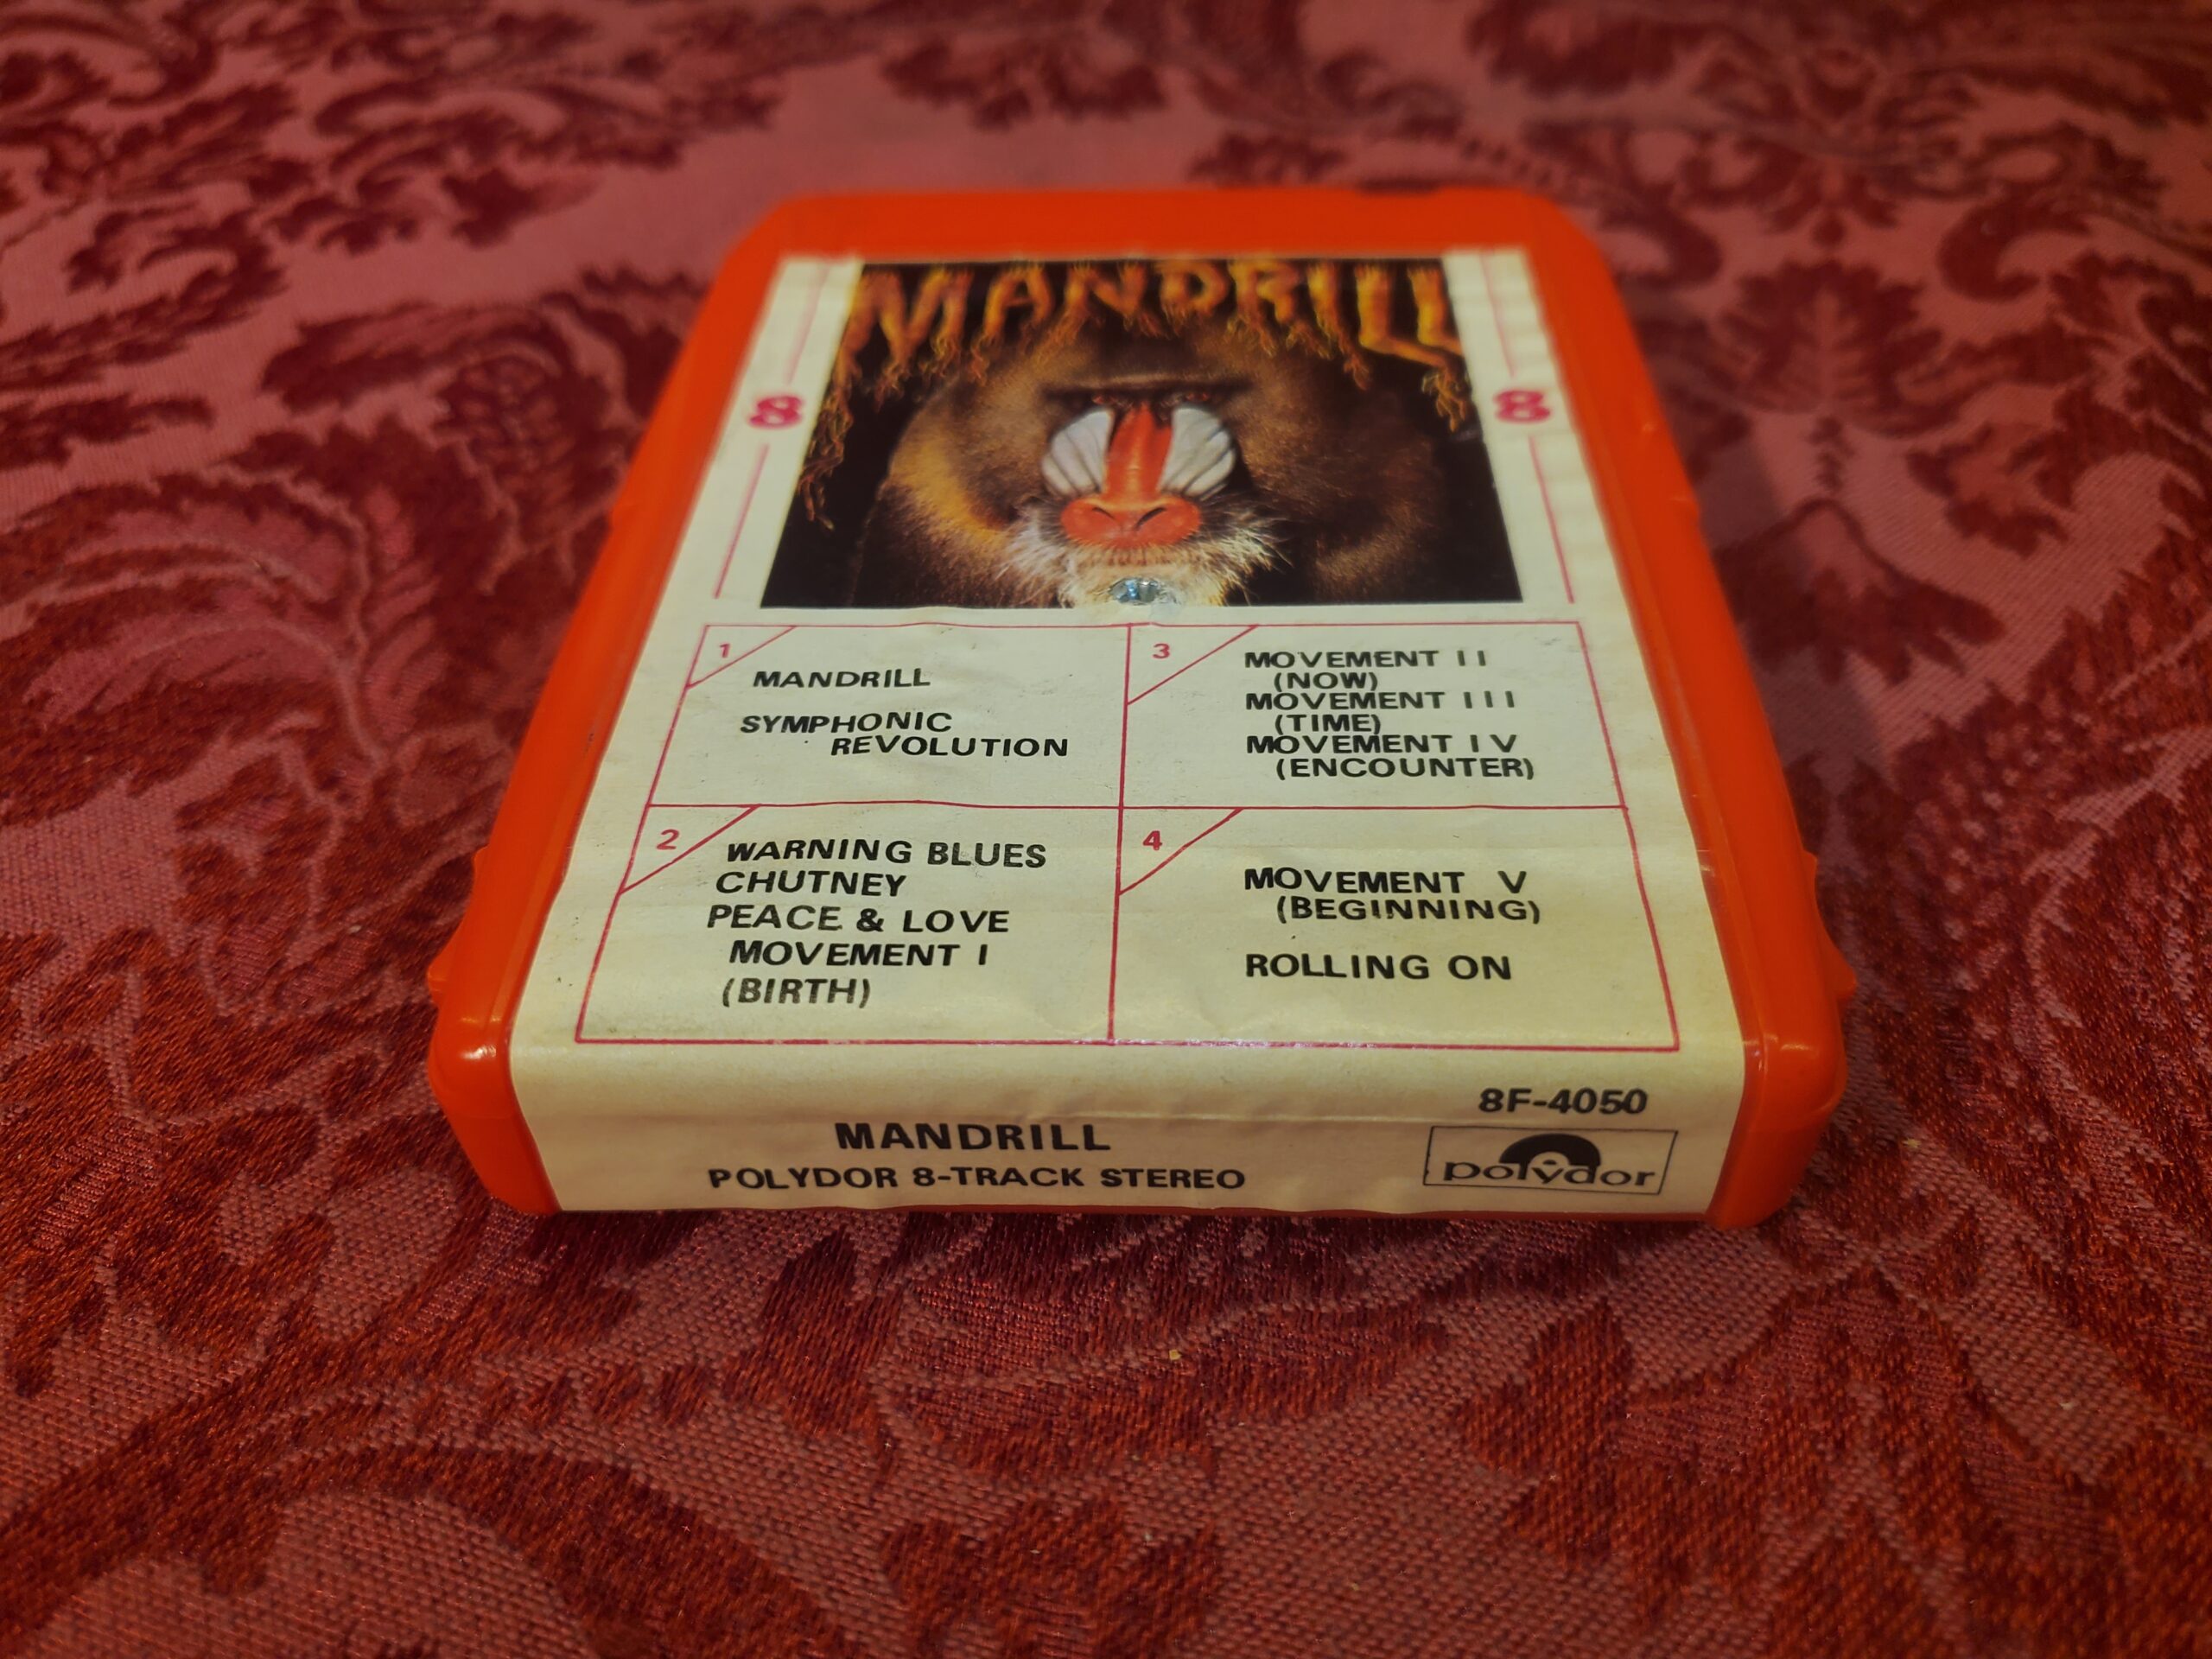 MANDRILL
8
8
1
MANDRILL
SYMPHONIC
REVOLUTION
2
WARNING BLUES
CHUTNEY
PEACE & LOVE
MOVEMENT I
(BIRTH)
3
MOVEMENT II
(NOW)
MOVEMENT III
(TIME)
MOVEMENT IV
(ENCOUNTER)
4
MOVEMENT V
(BEGINNING)
ROLLING ON
8F-4050
MANDRILL
POLYDOR 8-TRACK STEREO
polydor